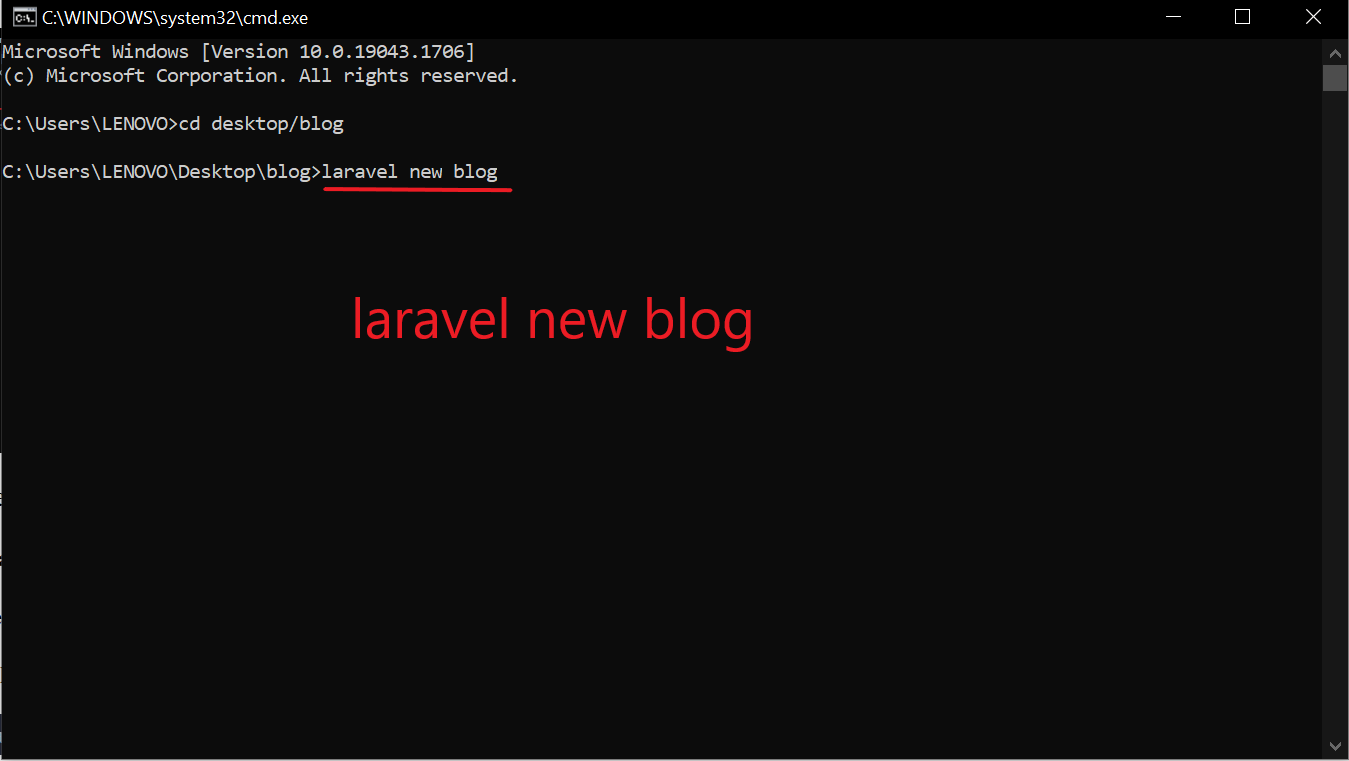 C:\WINDOWS\system32\cmd.exe
Microsoft Windows [Version 10.0.19043.1706]
(c) Microsoft Corporation. All rights reserved.
C:\Users\LENOVO>cd desktop/blog
C:\Users\LENOVO\Desktop\blog>laravel new blog
laravel new blog